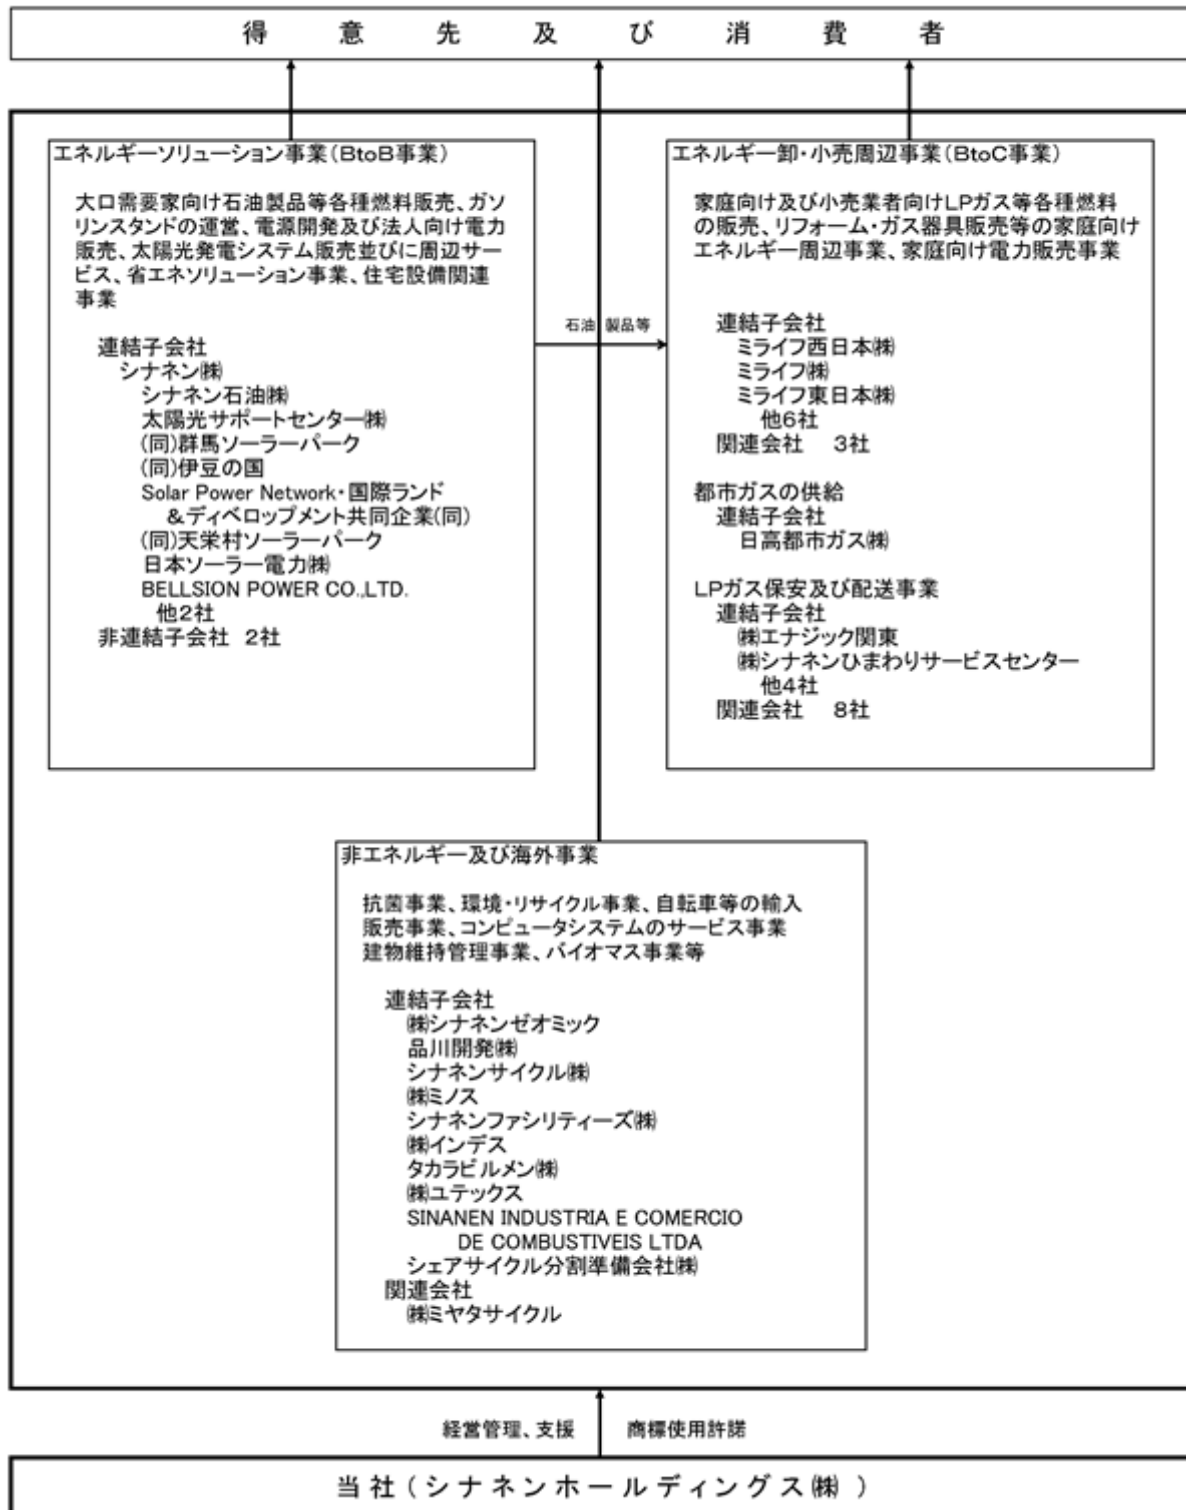 得意先及び消費者
エネルギーソリューション事業(BtoB事業)
大口需要家向け石油製品等各種燃料販売、ガソ
リンスタンドの運営、電源開発及び法人向け電力
販売、太陽光発電システム販売並びに周辺サー
ビス、省エネソリューション事業、住宅設備関連
事業
連結子会社
シナネン㈱
シナネン石油㈱
太陽光サポートセンター㈱
(同)群馬ソーラーパーク
(同)伊豆の国
Solar Power Network・国際ランド
&ディベロップメント共同企業(同)
(同)天栄村ソーラーパーク
日本ソーラー電力㈱
BELLSION POWER CO.,LTD.
他2社
非連結子会社 2社
石油 製品等
エネルギー卸・小売周辺事業(BtoC事業)
家庭向け及び小売業者向けLPガス等各種燃料
の販売、リフォーム・ガス器具販売等の家庭向け
エネルギー周辺事業、家庭向け電力販売事業
連結子会社
ミライフ西日本㈱
ミライフ㈱
ミライフ東日本㈱
他6社
関連会社 3社
都市ガスの供給
連結子会社
日高都市ガス㈱
LPガス保安及び配送事業
連結子会社
㈱エナジック関東
㈱シナネンひまわりサービスセンター
他4社
関連会社 8社
非エネルギー及び海外事業
抗菌事業、環境・リサイクル事業、自転車等の輸入
販売事業、コンピュータシステムのサービス事業
建物維持管理事業、バイオマス事業等
連結子会社
㈱シナネンゼオミック
品川開発㈱
シナネンサイクル㈱
㈱ミノス
シナネンファシリティーズ㈱
㈱インデス
タカラビルメン㈱
㈱ユテックス
SINANEN INDUSTRIA E COMERCIO
DE COMBUSTIVEIS LTDA
シェアサイクル分割準備会社㈱
関連会社
㈱ミヤタサイクル
経営管理、支援 商標使用許諾
当社(シナネンホールディングス㈱)